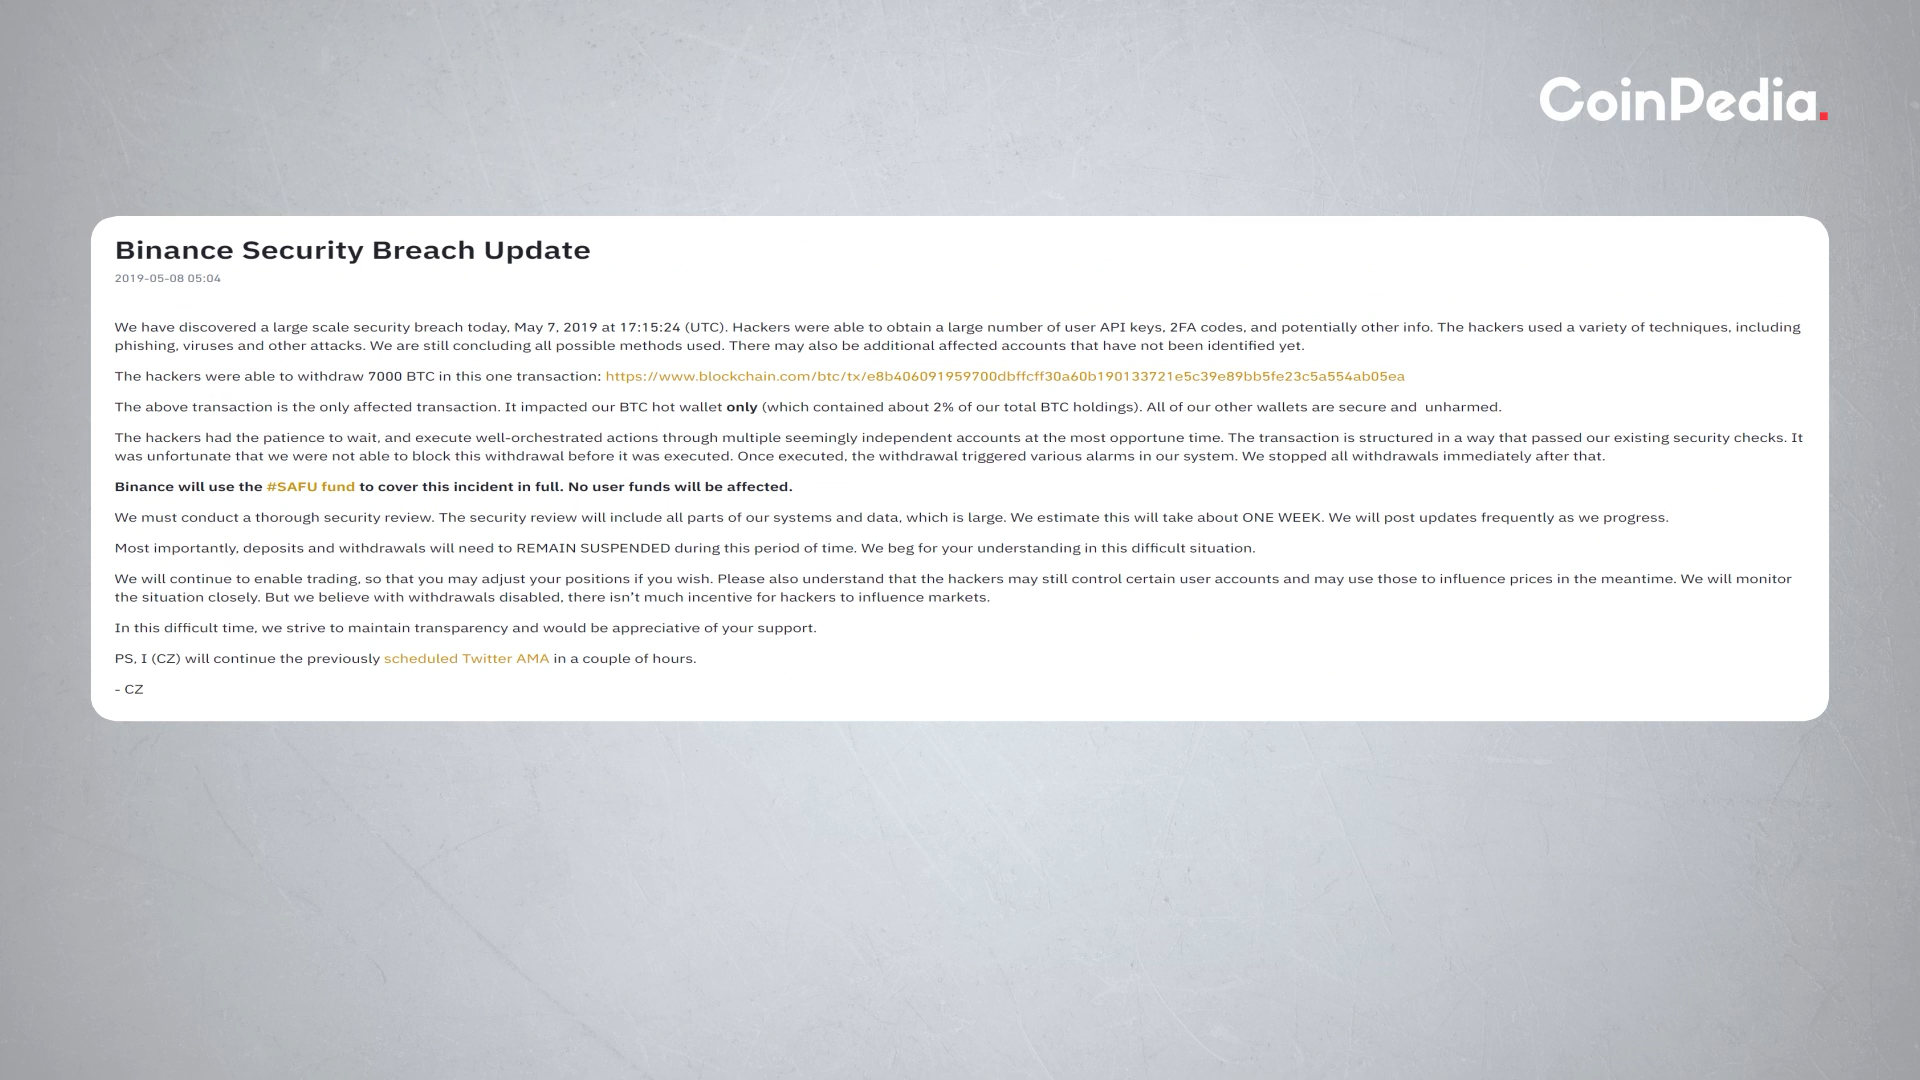 CoinPedia.
Binance Security Breach Update
2019-05-08 05:04
We have discovered a large scale security breach today, May 7, 2019 at 17:15:24 (UTC). Hackers were able to obtain a large number of user API keys, 2FA codes, and potentially other info. The hackers used a variety of techniques, including
phishing, viruses and other attacks. We are still concluding all possible methods used. There may also be additional affected accounts that have not been identified yet.
The hackers were able to withdraw 7000 BTC in this one transaction: https://www.blockchain.com/btc/tx/e8b406091959700dbffcff30a60b190133721e5c39e89bb5fe23c5a554ab05ea
The above transaction is the only affected transaction. It impacted our BTC hot wallet only (which contained about 2% of our total BTC holdings). All of our other wallets are secure and  unharmed.
The hackers had the patience to wait, and execute well-orchestrated actions through multiple seemingly independent accounts at the most opportune time. The transaction is structured in a way that passed our existing security checks. It
was unfortunate that we were not able to block this withdrawal before it was executed. Once executed, the withdrawal triggered various alarms in our system. We stopped all withdrawals immediately after that.
Binance will use the #SAFU fund to cover this incident in full. No user funds will be affected.
We must conduct a thorough security review. The security review will include all parts of our systems and data, which is large. We estimate this will take about ONE WEEK. We will post updates frequently as we progress.
Most importantly, deposits and withdrawals will need to REMAIN SUSPENDED during this period of time. We beg for your understanding in this difficult situation.
We will continue to enable trading, so that you may adjust your positions if you wish. Please also understand that the hackers may still control certain user accounts and may use those to influence prices in the meantime. We will monitor
the situation closely. But we believe with withdrawals disabled, there isn’t much incentive for hackers to influence markets.
In this difficult time, we strive to maintain transparency and would be appreciative of your support.
PS, I (CZ) will continue the previously scheduled Twitter AMA in a couple of hours.
- CZ